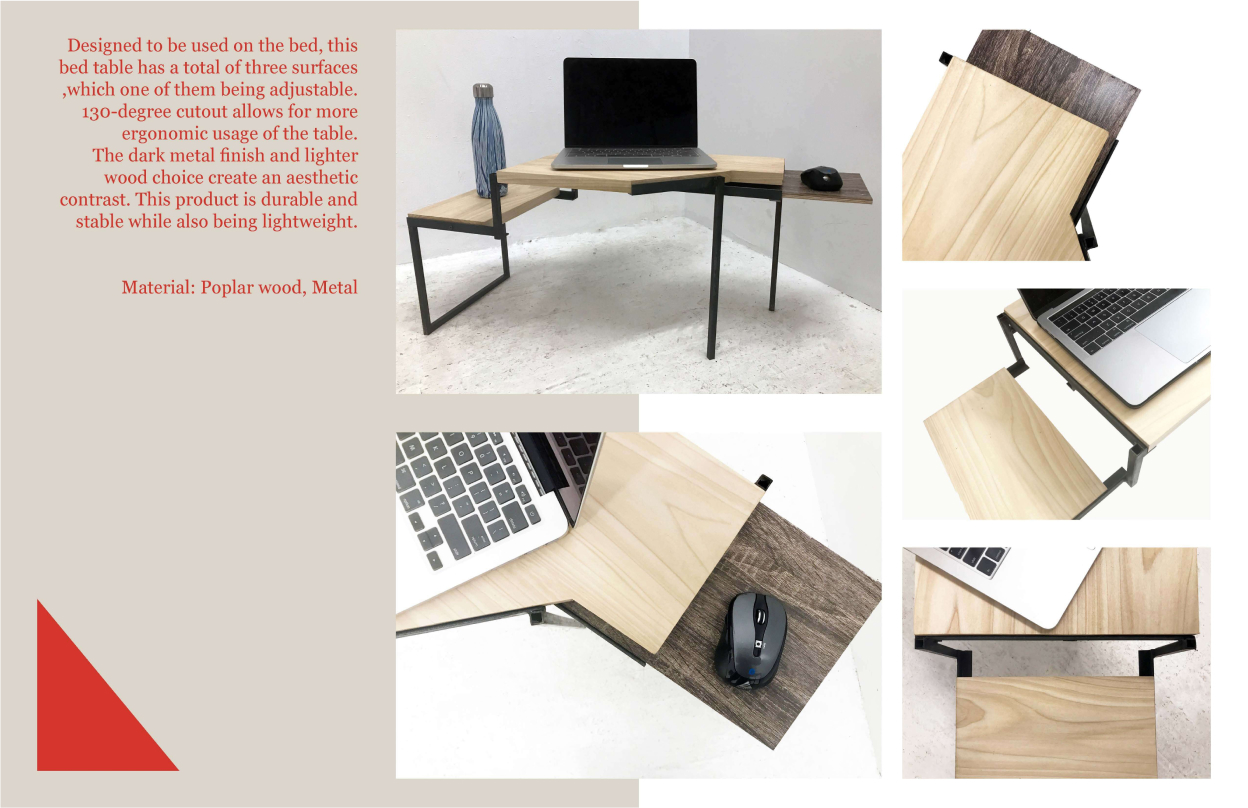 Designed to be used on the bed, this
bed table has a total of three surfaces
,which one of them being adjustable.
130-degree cutout allows for more
ergonomic usage of the table.
The dark metal finish and lighter
wood choice create an aesthetic
contrast. This product is durable and
stable while also being lightweight.
Material: Poplar wood, Metal